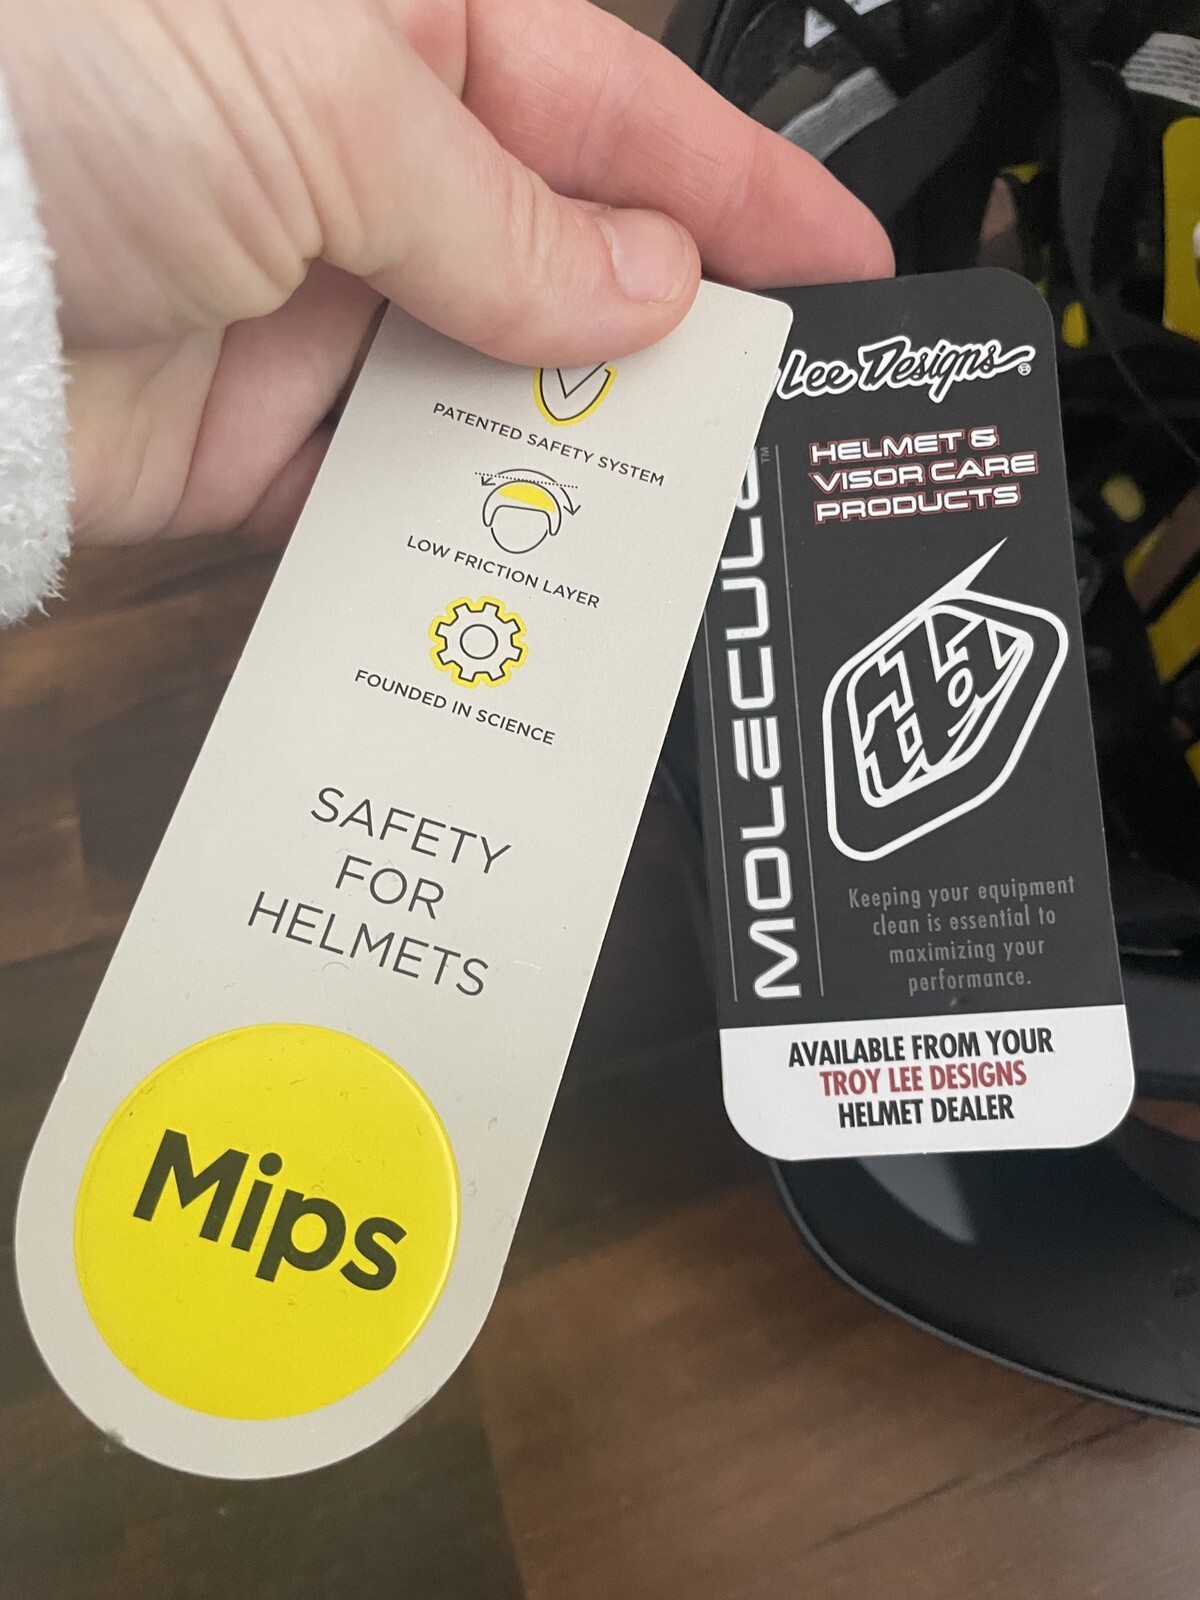 PATENTED SAFETY SYSTEM
LOW FRICTION LAYER
FOUNDED IN SCIENCE
SAFETY
FOR
HELMETS
Mips
Lee Designs®
MOLECULE™
HELMET &
VISOR CARE
PRODUCTS
Keeping your equipment
clean is essential to
maximizing your
performance.
AVAILABLE FROM YOUR
TROY LEE DESIGNS
HELMET DEALER